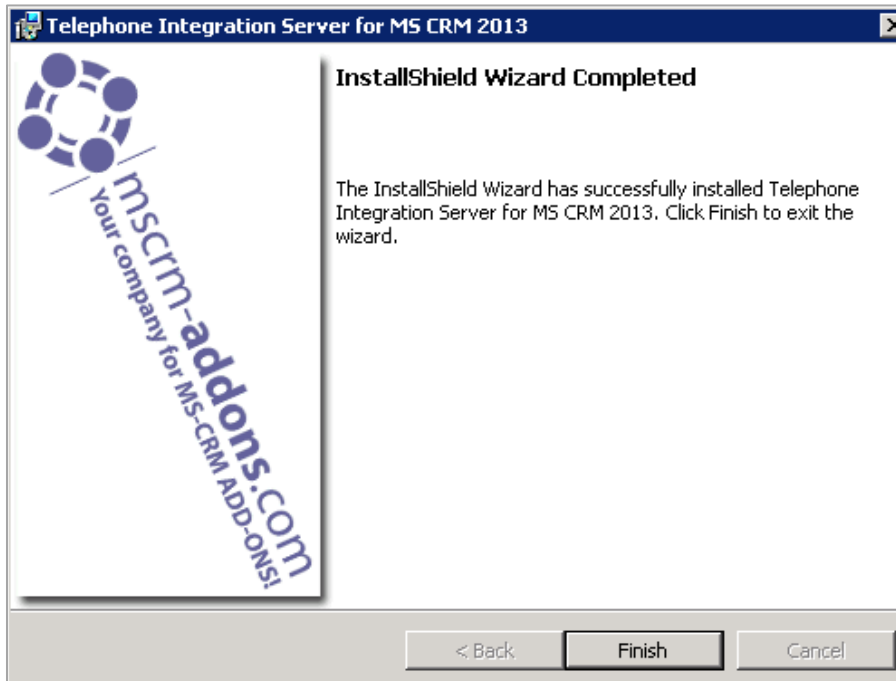 Telephone Integration Server for MS CRM 2013
InstallShield Wizard Completed
The InstallShield Wizard has successfully installed Telephone
Integration Server for MS CRM 2013. Click Finish to exit the
wizard.
mscrm-addons.com
Your company for MS-CRM ADD-ONS!
< Back
Finish
Cancel